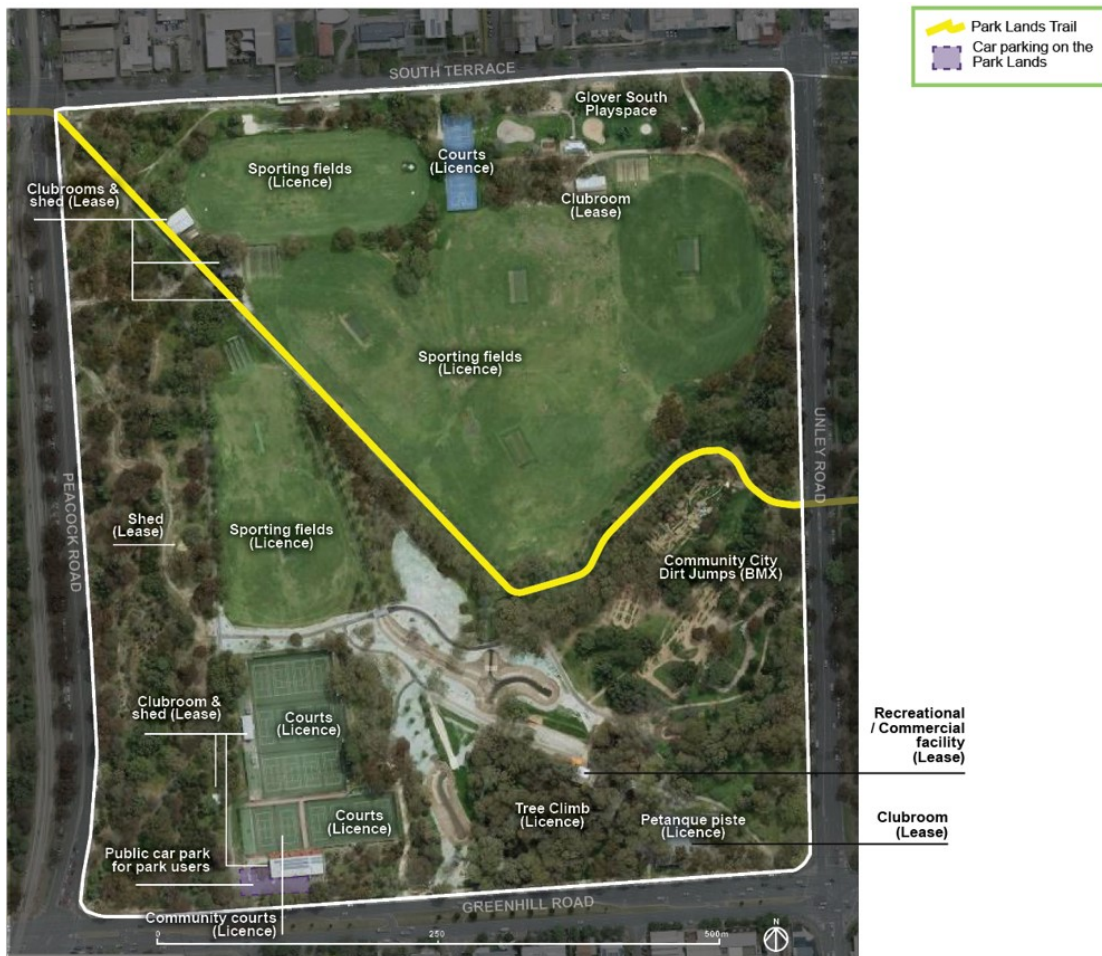 Park Lands Trail
Car parking on the
Park Lands
SOUTH TERRACE
Glover South
Playspace
Sporting fields
(Licence)
Courts
(Licence)
Clubrooms &
shed (Lease)
Clubroom
(Lease)
Sporting fields
(Licence)
UNLEY ROAD
PEACOCK ROAD
Shed
(Lease)
Sporting fields
(Licence)
Community City
Dirt Jumps (BMX)
Clubroom &
shed (Lease)
Courts
(Licence)
Recreational
/ Commercial
facility
(Lease)
Tree Climb
(Licence)
Courts
(Licence)
Petanque piste
(Licence)
Clubroom
(Lease)
Public car park
for park users
GREENHILL ROAD
Community courts
(Licence)
0 250 500m
N